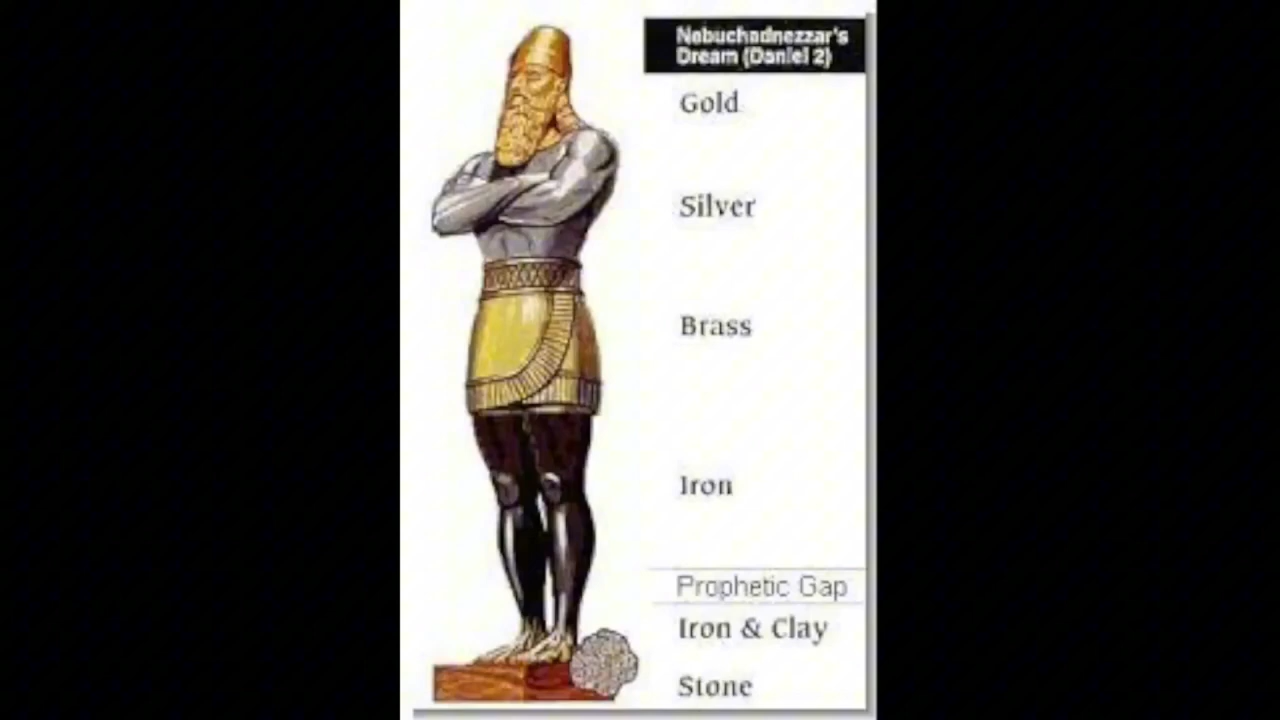 Nebuchadnezzar's
Dream (Daniel 2)
Gold
Silver
Brass
Iron
Prophetic Gap
Iron & Clay
Stone